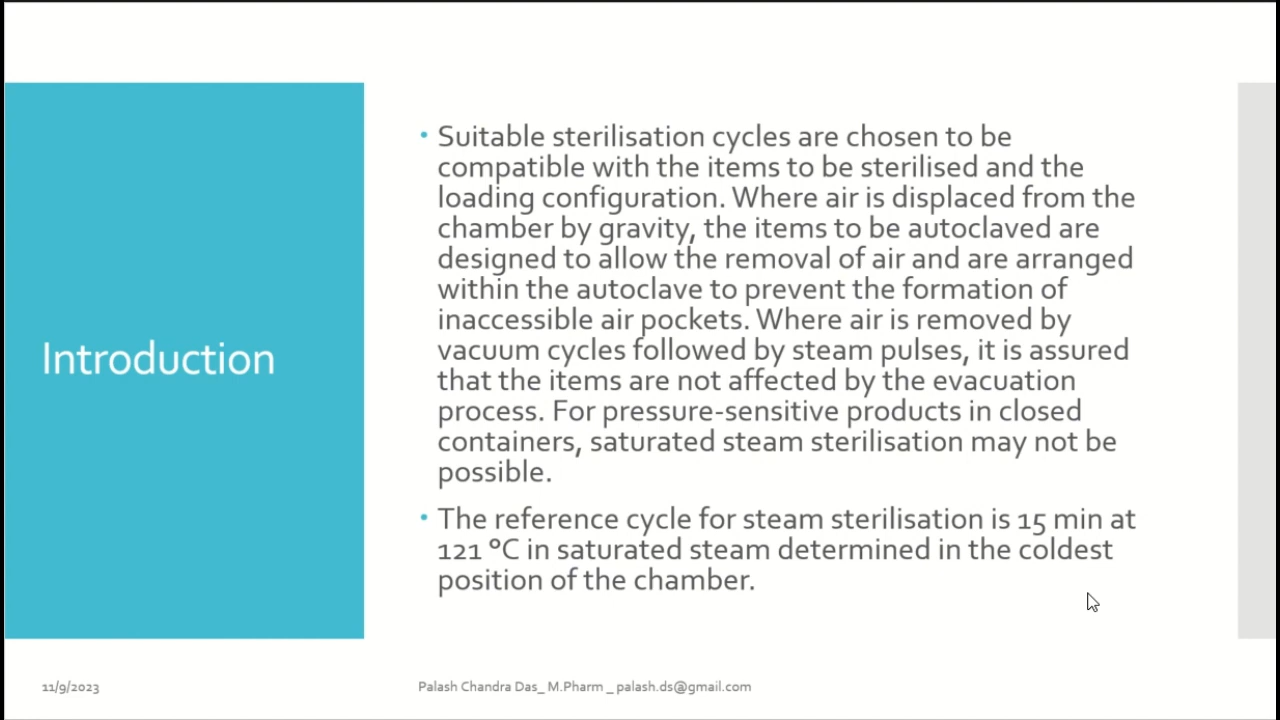 Introduction
• Suitable sterilisation cycles are chosen to be
compatible with the items to be sterilised and the
loading configuration. Where air is displaced from the
chamber by gravity, the items to be autoclaved are
designed to allow the removal of air and are arranged
within the autoclave to prevent the formation of
inaccessible air pockets. Where air is removed by
vacuum cycles followed by steam pulses, it is assured
that the items are not affected by the evacuation
process. For pressure-sensitive products in closed
containers, saturated steam sterilisation may not be
possible.
• The reference cycle for steam sterilisation is 15 min at
121 °C in saturated steam determined in the coldest
position of the chamber.
11/9/2023
Palash Chandra Das_ M.Pharm _ palash.ds@gmail.com